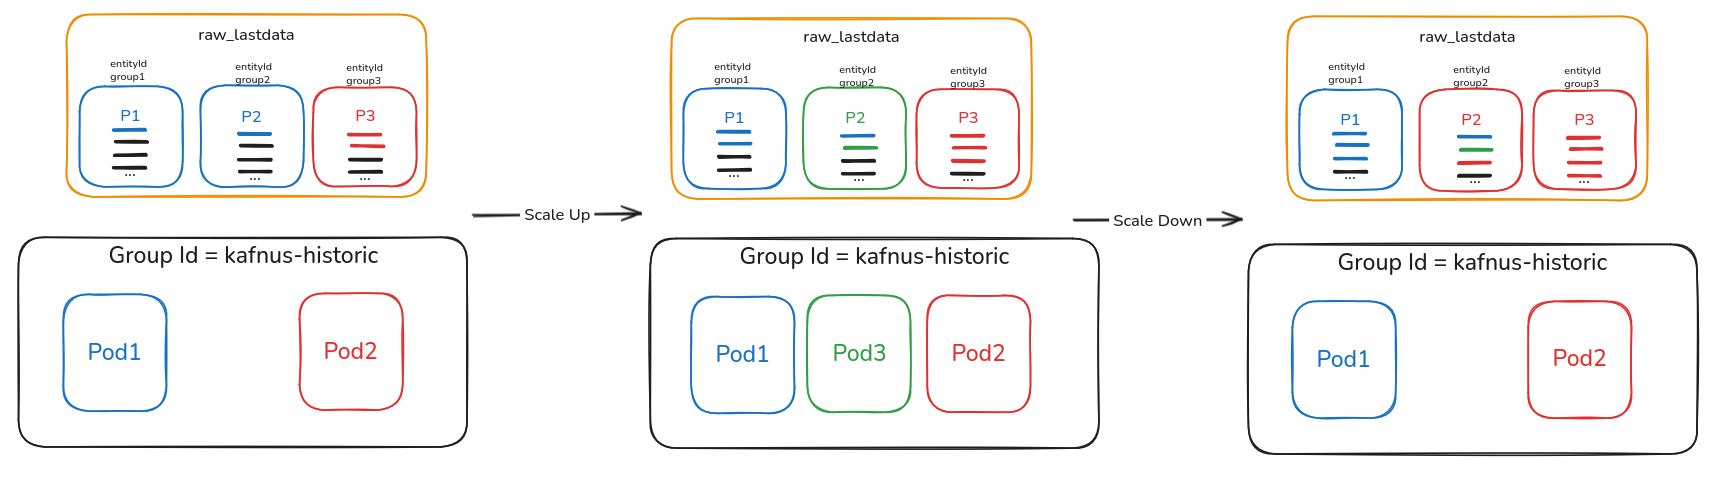 raw_lastdata
entityId
group1
entityId
group2
entityId
group3
P1
P2
P3
...
...
...
Group Id = kafnus-historic
Pod1
Pod2
Scale Up
raw_lastdata
entityId
group1
entityId
group2
entityId
group3
P1
P2
P3
...
...
...
Group Id = kafnus-historic
Pod1
Pod3
Pod2
Scale Down
raw_lastdata
entityId
group1
entityId
group2
entityId
group3
P1
P2
P3
...
...
...
Group Id = kafnus-historic
Pod1
Pod2